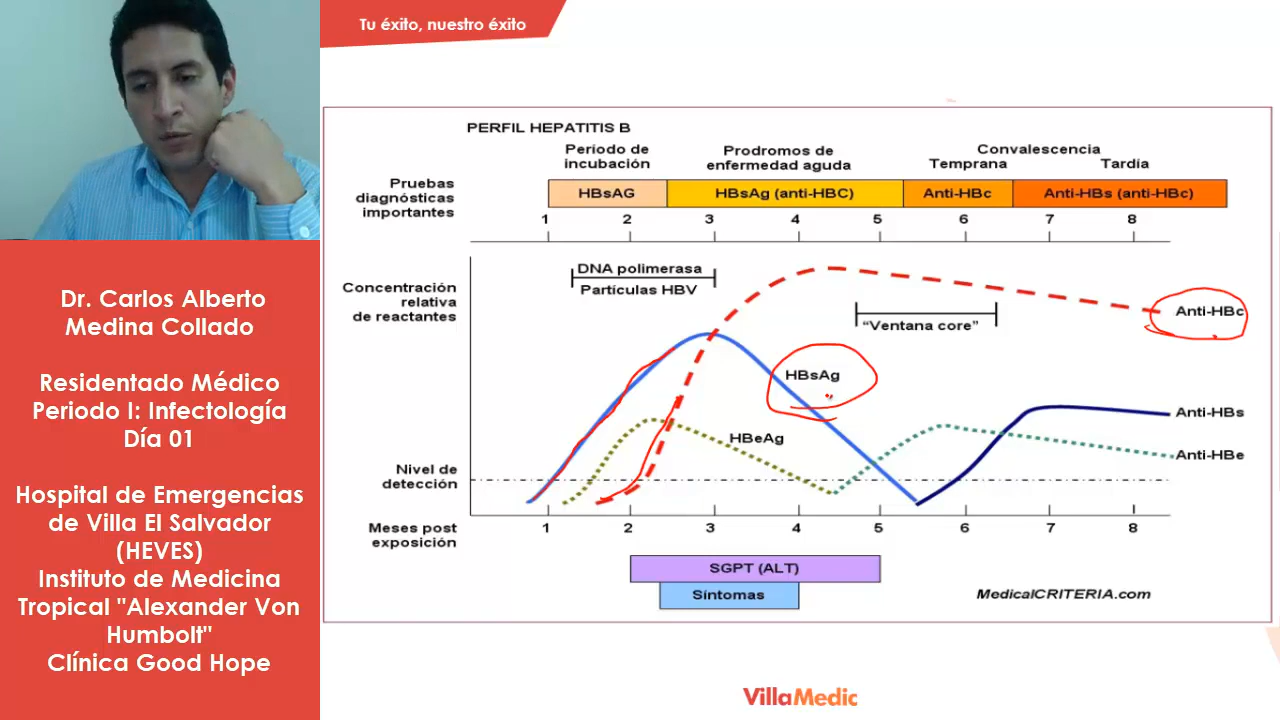 Tu éxito, nuestro éxito
Dr. Carlos Alberto
Medina Collado
Residentado Médico
Periodo I: Infectología
Día 01
Hospital de Emergencias
de Villa El Salvador
(HEVES)
Instituto de Medicina
Tropical "Alexander Von
Humbolt"
Clínica Good Hope
PERFIL HEPATITIS B
Período de
incubación
Prodromos de
enfermedad aguda
Convalescencia
Temprana
Tardía
Pruebas
diagnósticas
importantes
HBsAG
HBsAg (anti-HBC)
Anti-HBc
Anti-HBs (anti-HBc)
1 2 3 4 5 6 7 8
Concentración
relativa
de reactantes
DNA polimerasa
Partículas HBV
"Ventana core"
Anti-HBc
HBsAg
HBeAg
Anti-HBs
Anti-HBe
Nivel de
detección
Meses post
exposición
1 2 3 4 5 6 7 8
SGPT (ALT)
Síntomas
MedicalCRITERIA.com
VillaMedic